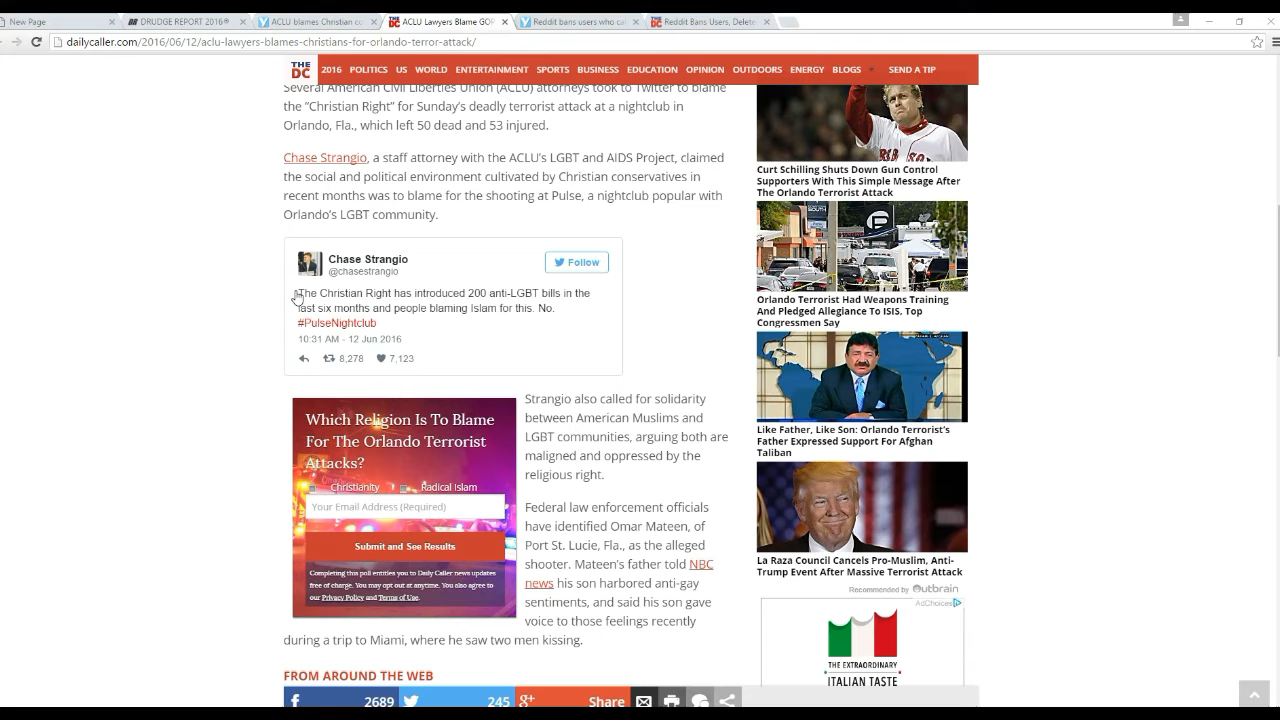 New Page
DRUDGE REPORT 2016®
ACLU blames Christian co
ACLU Lawyers Blame GOP
Reddit bans users who cal
Reddit Bans Users, Delete
dailycaller.com/2016/06/12/aclu-lawyers-blames-christians-for-orlando-terror-attack/
THE DC 2016 POLITICS US WORLD ENTERTAINMENT SPORTS BUSINESS EDUCATION OPINION OUTDOORS ENERGY BLOGS SEND A TIP
Several American Civil Liberties Union (ACLU) attorneys took to Twitter to blame
the "Christian Right" for Sunday's deadly terrorist attack at a nightclub in
Orlando, Fla., which left 50 dead and 53 injured.
Chase Strangio, a staff attorney with the ACLU's LGBT and AIDS Project, claimed
the social and political environment cultivated by Christian conservatives in
recent months was to blame for the shooting at Pulse, a nightclub popular with
Orlando's LGBT community.
Chase Strangio
@chasestrangio
Follow
The Christian Right has introduced 200 anti-LGBT bills in the
last six months and people blaming Islam for this. No.
#PulseNightclub
10:31 AM - 12 Jun 2016
8,278 7,123
Which Religion Is To Blame
For The Orlando Terrorist
Attacks?
Christianity Radical Islam
Your Email Address (Required)
Submit and See Results
Completing this poll entitles you to Daily Caller news updates
free of charge. You may opt out at anytime. You also agree to
our Privacy Policy and Terms of Use.
Strangio also called for solidarity
between American Muslims and
LGBT communities, arguing both are
maligned and oppressed by the
religious right.
Federal law enforcement officials
have identified Omar Mateen, of
Port St. Lucie, Fla., as the alleged
shooter. Mateen's father told NBC
news his son harbored anti-gay
sentiments, and said his son gave
voice to those feelings recently
during a trip to Miami, where he saw two men kissing.
FROM AROUND THE WEB
2689 245 Share
Curt Schilling Shuts Down Gun Control
Supporters With This Simple Message After
The Orlando Terrorist Attack
Orlando Terrorist Had Weapons Training
And Pledged Allegiance To ISIS, Top
Congressmen Say
Like Father, Like Son: Orlando Terrorist's
Father Expressed Support For Afghan
Taliban
La Raza Council Cancels Pro-Muslim, Anti-
Trump Event After Massive Terrorist Attack
Recommended by Outbrain
AdChoices
THE EXTRAORDINARY
ITALIAN TASTE